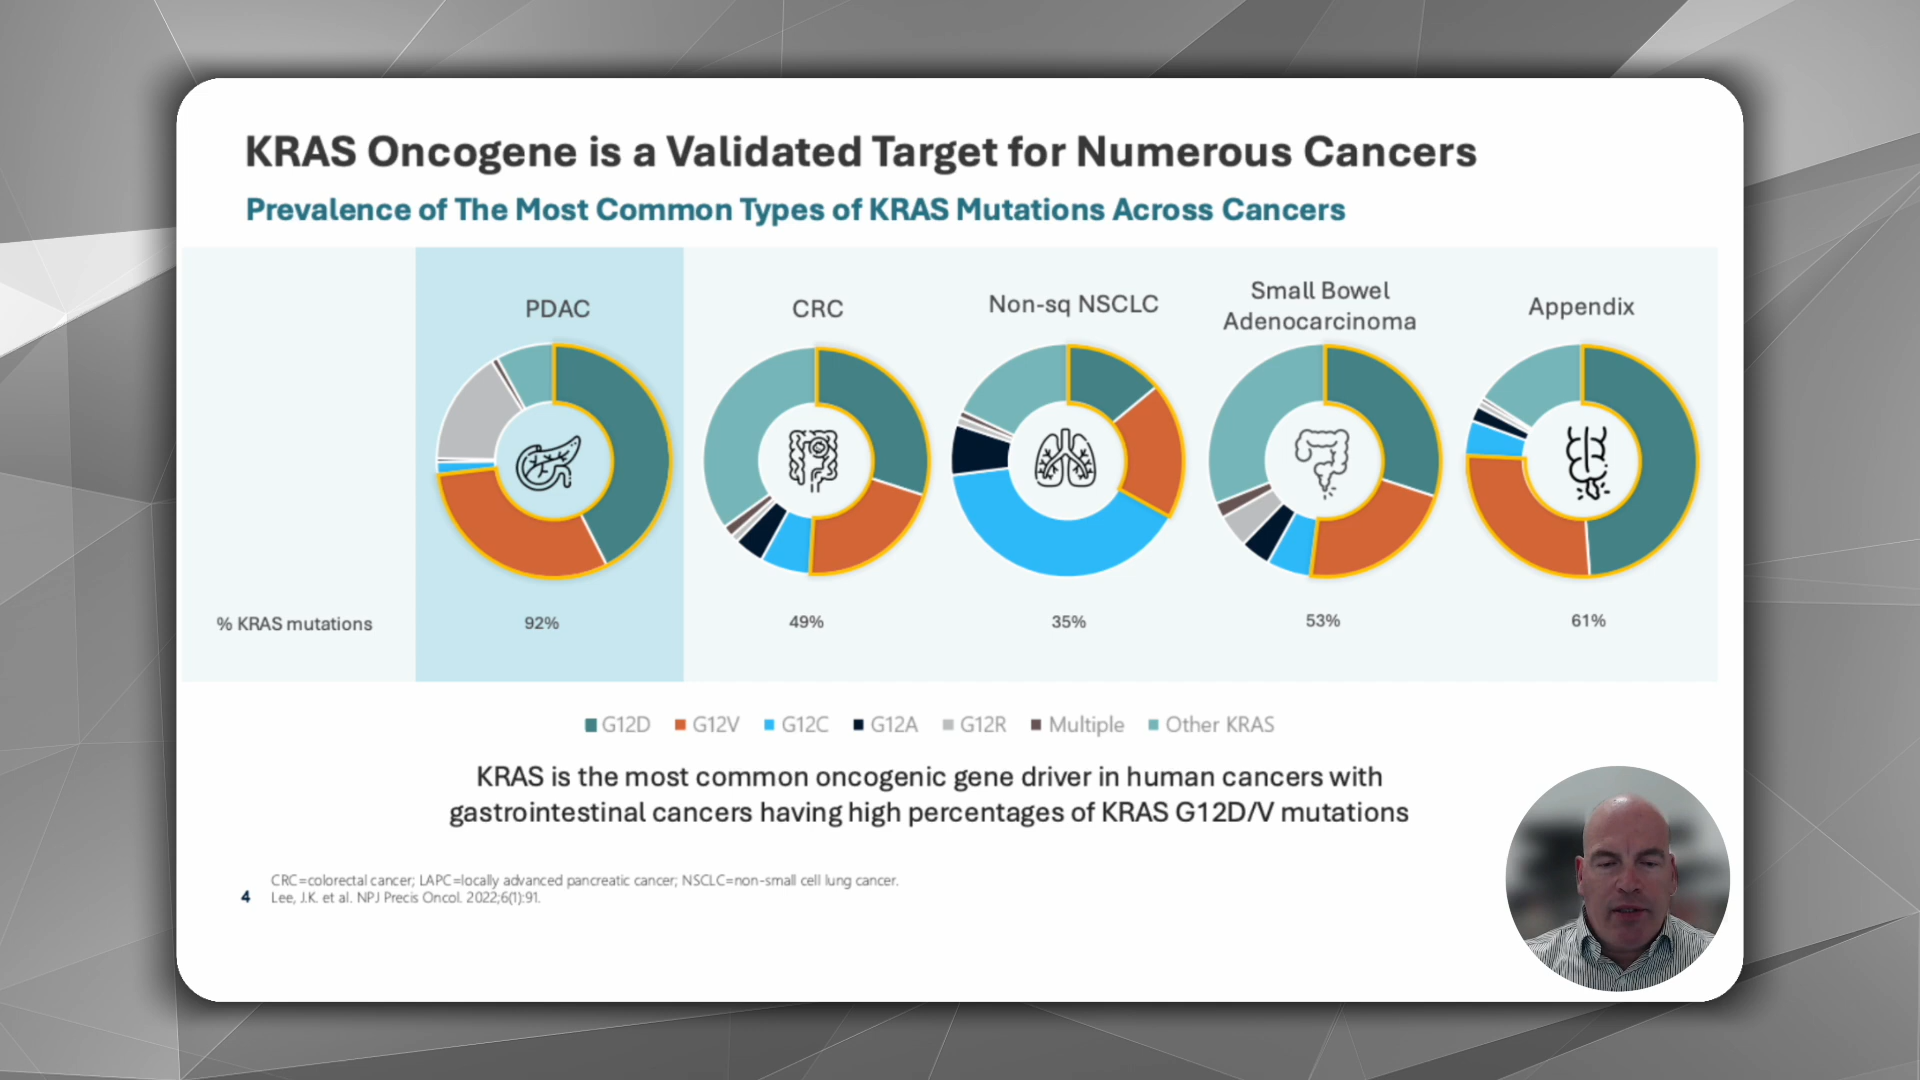 KRAS Oncogene is a Validated Target for Numerous Cancers
Prevalence of The Most Common Types of KRAS Mutations Across Cancers
PDAC
CRC
Non-sq NSCLC
Small Bowel
Adenocarcinoma
Appendix
% KRAS mutations
92%
49%
35%
53%
61%
G12D G12V G12C G12A G12R Multiple Other KRAS
KRAS is the most common oncogenic gene driver in human cancers with
gastrointestinal cancers having high percentages of KRAS G12D/V mutations
CRC=colorectal cancer; LAPC=locally advanced pancreatic cancer; NSCLC=non-small cell lung cancer.
4
Lee, J.K. et al. NPJ Precis Oncol. 2022;6(1):91.